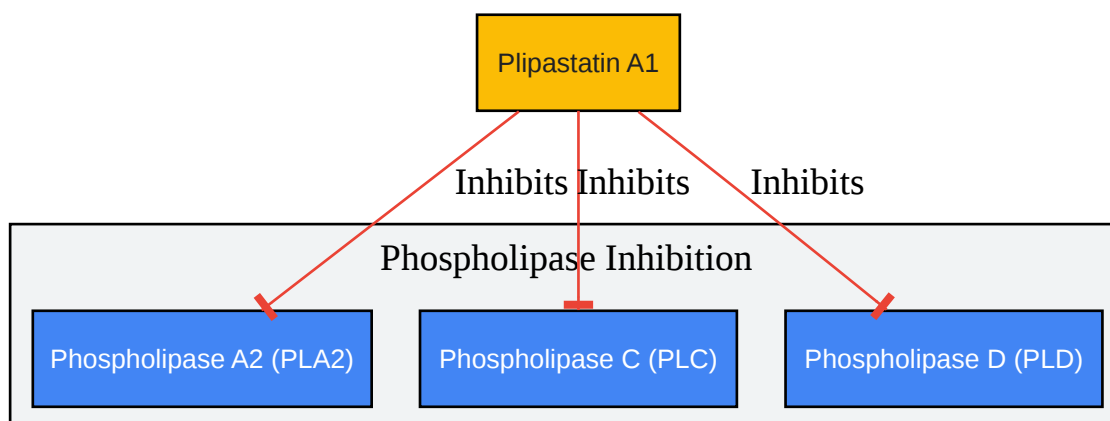 Plipastatin A1
Inhibits Inhibits Inhibits
Phospholipase Inhibition
Phospholipase A2 (PLA2) Phospholipase C (PLC) Phospholipase D (PLD)